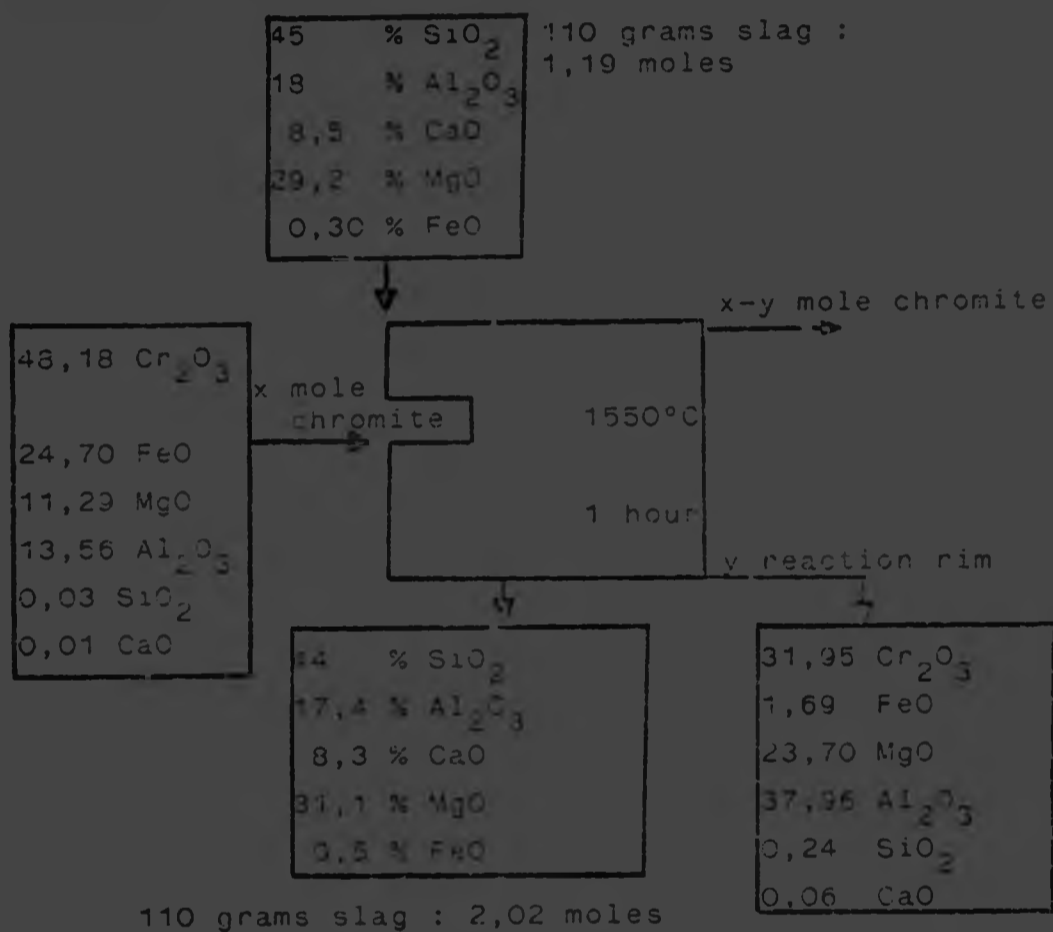 45 % SiO2
18 % Al2O3
8,5 % CaO
29,2 % MgO
0,30 % FeO
110 grams slag :
1,19 moles
x-y mole chromite
48,18 Cr2O3
24,70 FeO
11,29 MgO
13,56 Al2O3
0,03 SiO2
0,01 CaO
x mole
chromite
1550°C
1 hour
y reaction rim
44 % SiO2
17,4 % Al2O3
8,3 % CaO
31,1 % MgO
0,5 % FeO
31,95 Cr2O3
1,69 FeO
23,70 MgO
37,96 Al2O3
0,24 SiO2
0,06 CaO
110 grams slag : 2,02 moles